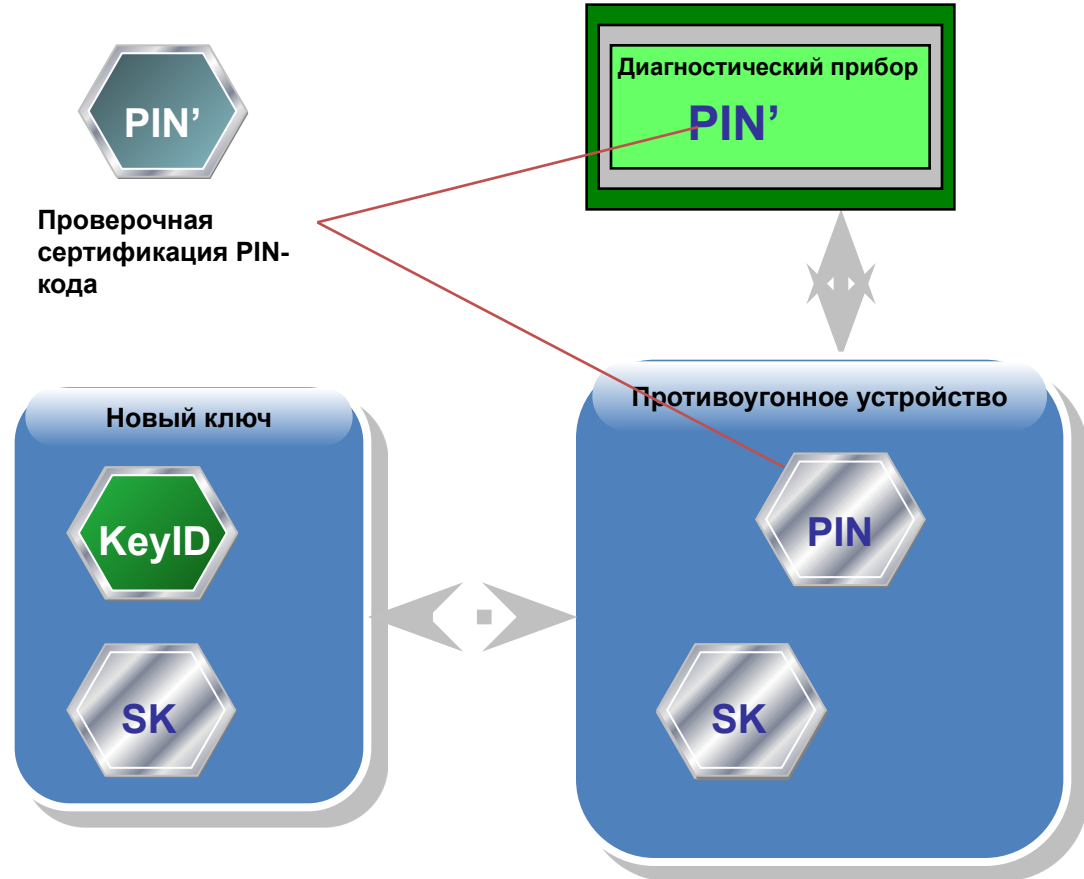 PIN’
Проверочная
сертификация PIN-
кода
Диагностический прибор
PIN’
Новый ключ
KeyID
SK
Противоугонное устройство
PIN
SK